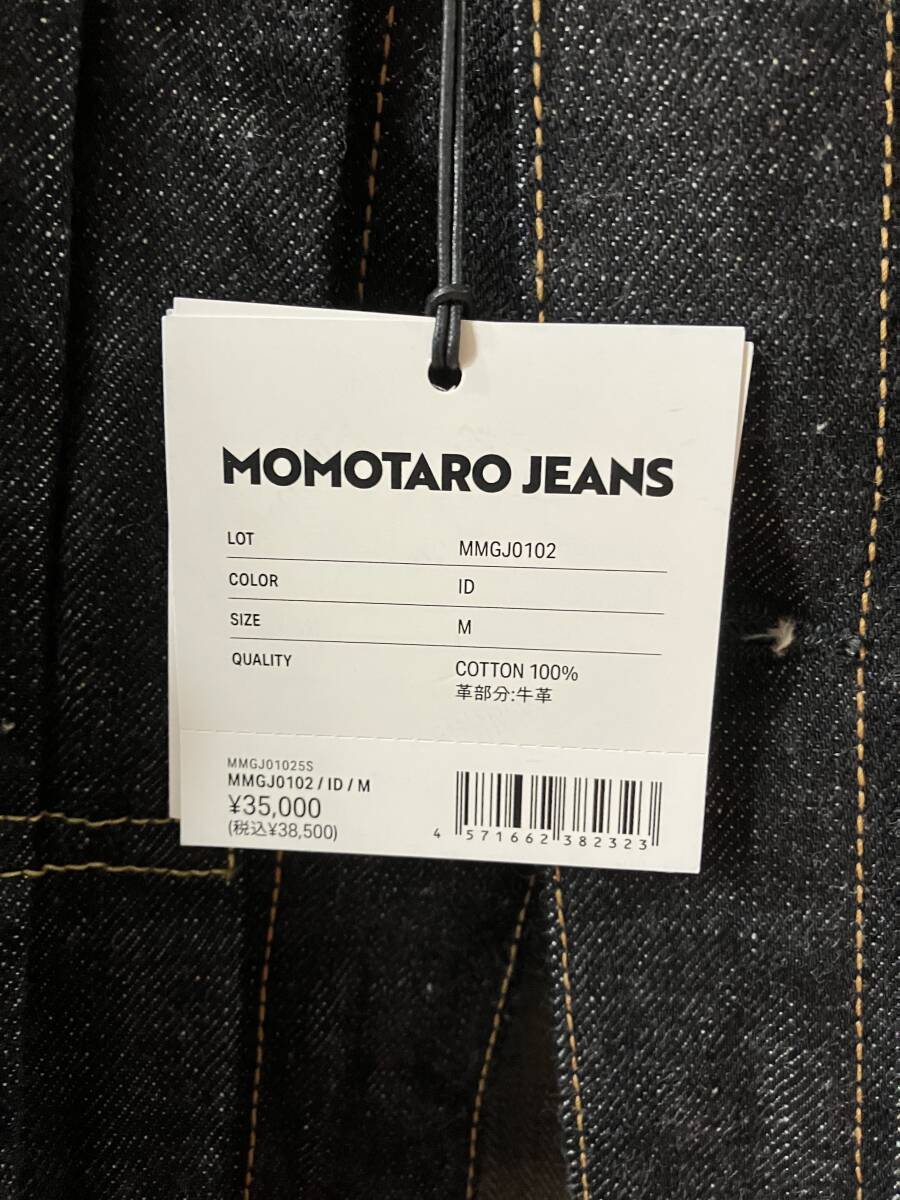 MOMOTARO JEANS
LOT MMGJ0102
COLOR ID
SIZE M
QUALITY COTTON 100%
革部分:牛革
MMGJ01025S
MMGJ0102 / ID / M
¥35,000
(税込¥38,500)
4 571662 382323